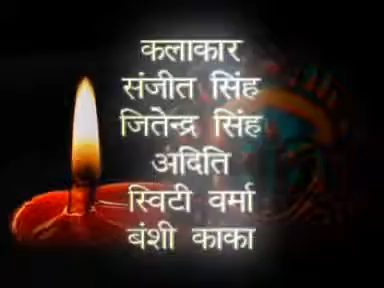 कलाकार
संजीत सिंह
जितेन्द्र सिंह
अदिति
स्विटी वर्मा
बंशी काका